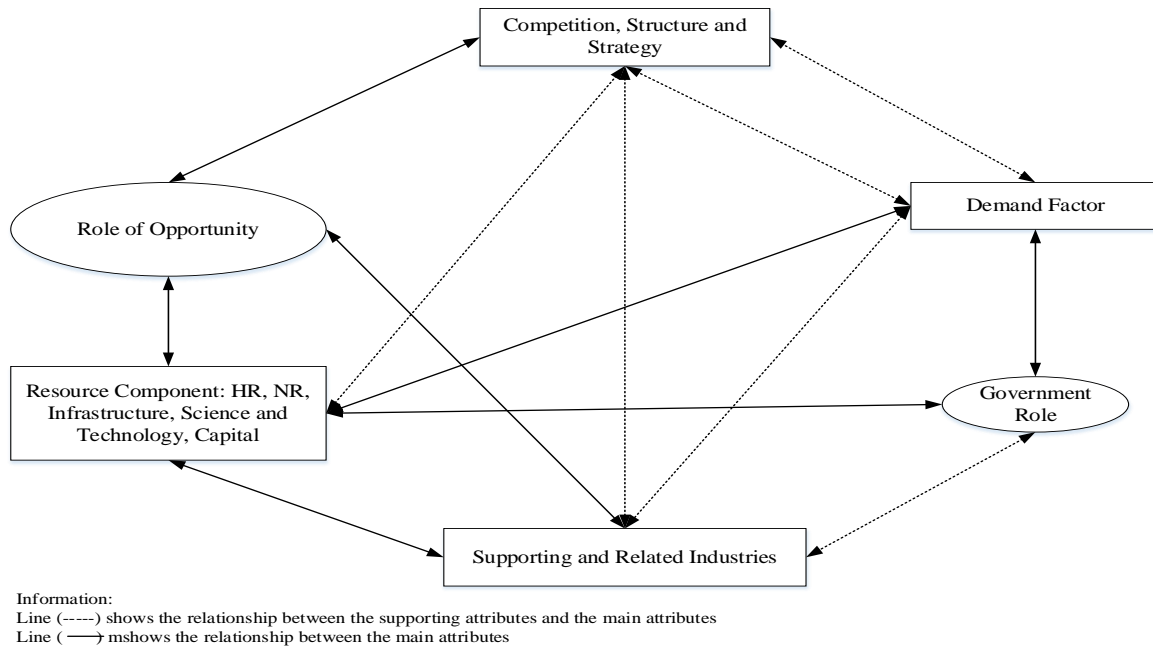 Competition, Structure and
Strategy
Demand Factor
Role of Opportunity
Resource Component: HR, NR,
Infrastructure, Science and
Technology, Capital
Government
Role
Supporting and Related Industries
Information:
Line (-----) shows the relationship between the supporting attributes and the main attributes
Line ( ) mshows the relationship between the main attributes